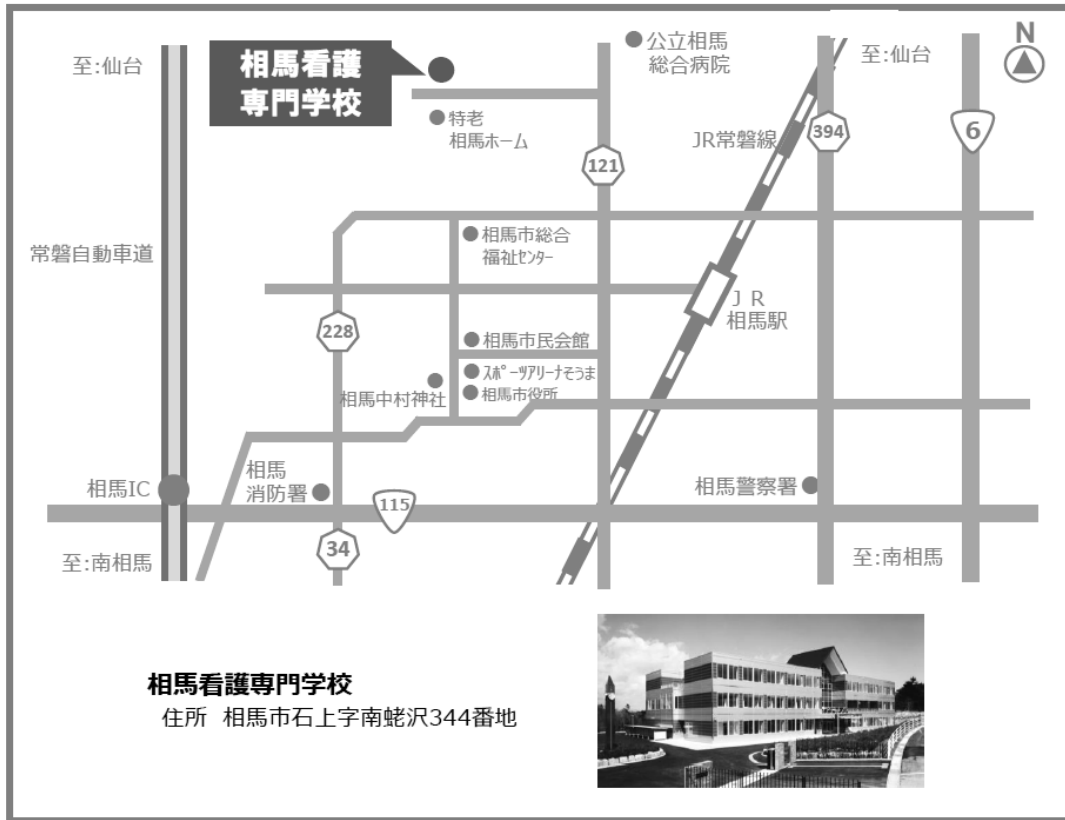 至:仙台
相馬看護
専門学校
公立相馬
総合病院
至:仙台
N
特老
相馬ホーム
JR常磐線
394
6
121
常磐自動車道
相馬市総合
福祉センター
ＪＲ
相馬駅
228
相馬市民会館
スポーツアリーナそうま
相馬市役所
相馬中村神社
相馬IC
相馬
消防署
115
相馬警察署
34
至:南相馬
至:南相馬
相馬看護専門学校
住所 相馬市石上字南蛯沢344番地